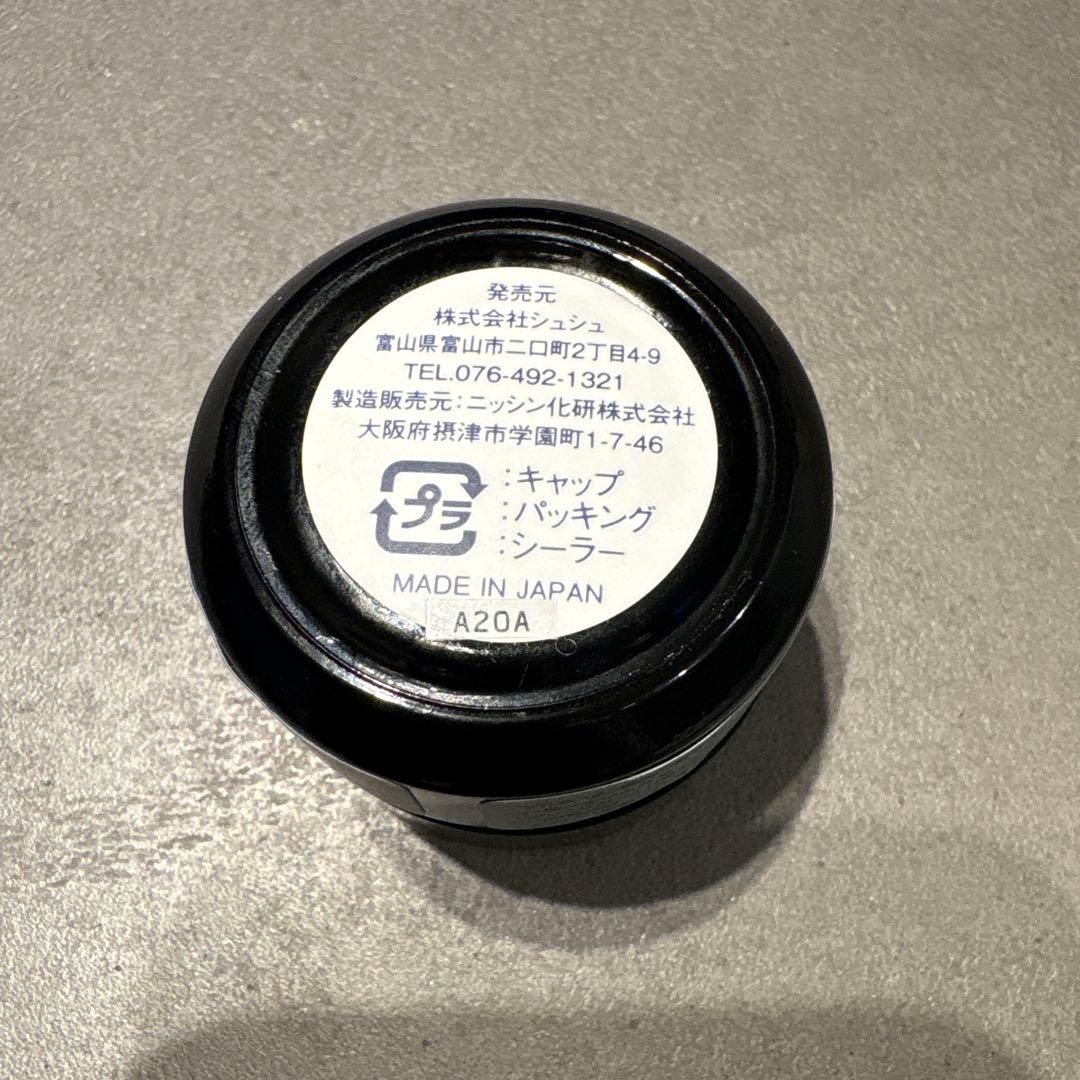 発売元
株式会社シュシュ
富山県富山市二口町2丁目4-9
TEL.076-492-1321
製造販売元:ニッシン化研株式会社
大阪府摂津市学園町1-7-46
プラ :キャップ
:パッキング
:シーラー
MADE IN JAPAN
A20A